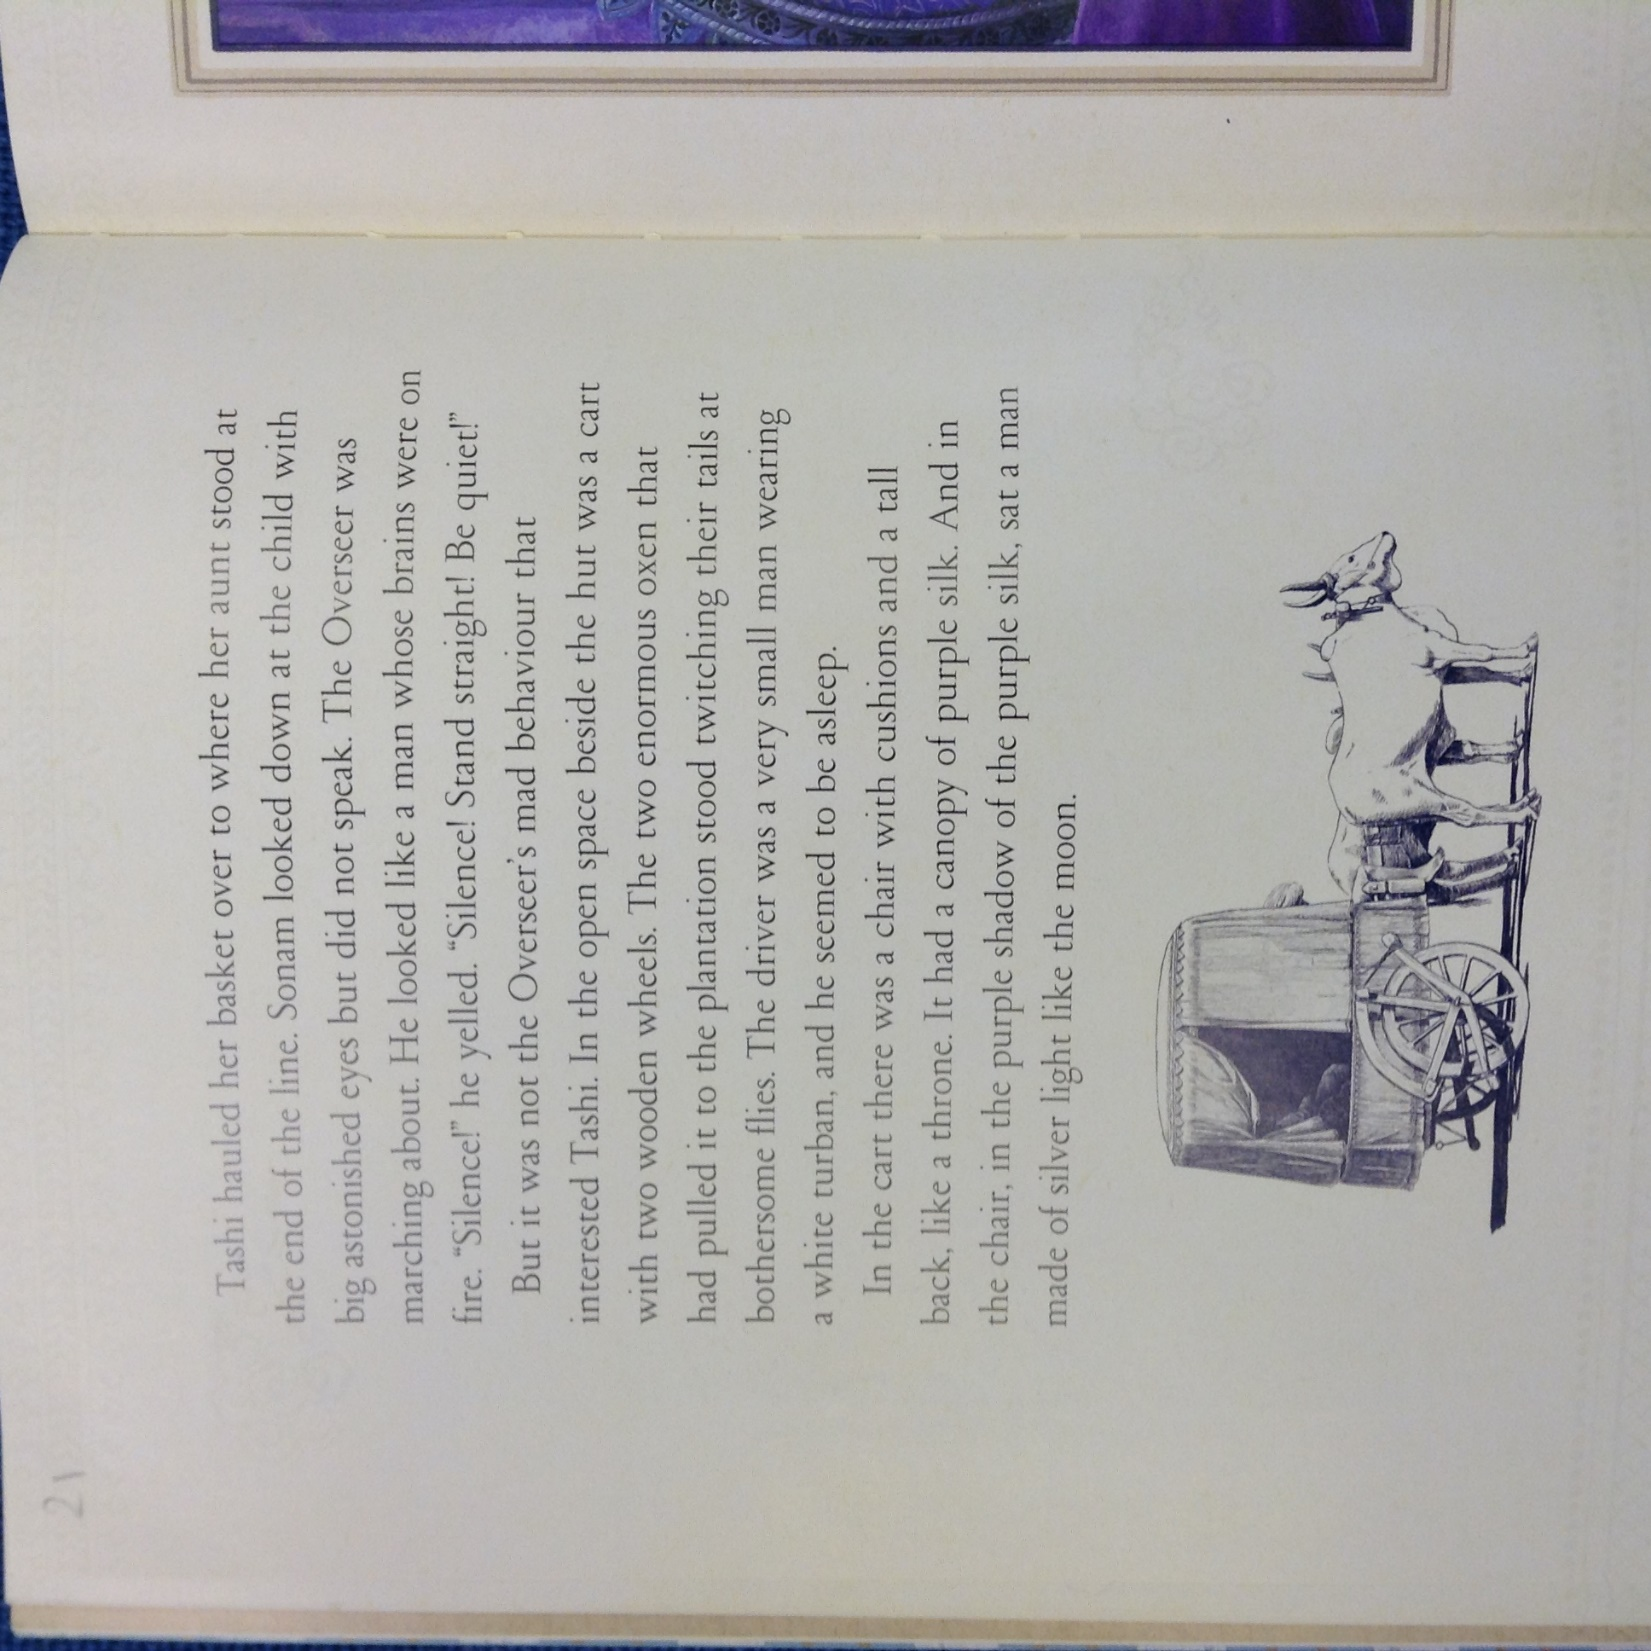 21
Tashi hauled her basket over to where her aunt stood at
the end of the line. Sonam looked down at the child with
big astonished eyes but did not speak. The Overseer was
marching about. He looked like a man whose brains were on
fire. “Silence!” he yelled. “Silence! Stand straight! Be quiet!”
But it was not the Overseer’s mad behaviour that
interested Tashi. In the open space beside the hut was a cart
with two wooden wheels. The two enormous oxen that
had pulled it to the plantation stood twitching their tails at
bothersome flies. The driver was a very small man wearing
a white turban, and he seemed to be asleep.
In the cart there was a chair with cushions and a tall
back, like a throne. It had a canopy of purple silk. And in
the chair, in the purple shadow of the purple silk, sat a man
made of silver light like the moon.